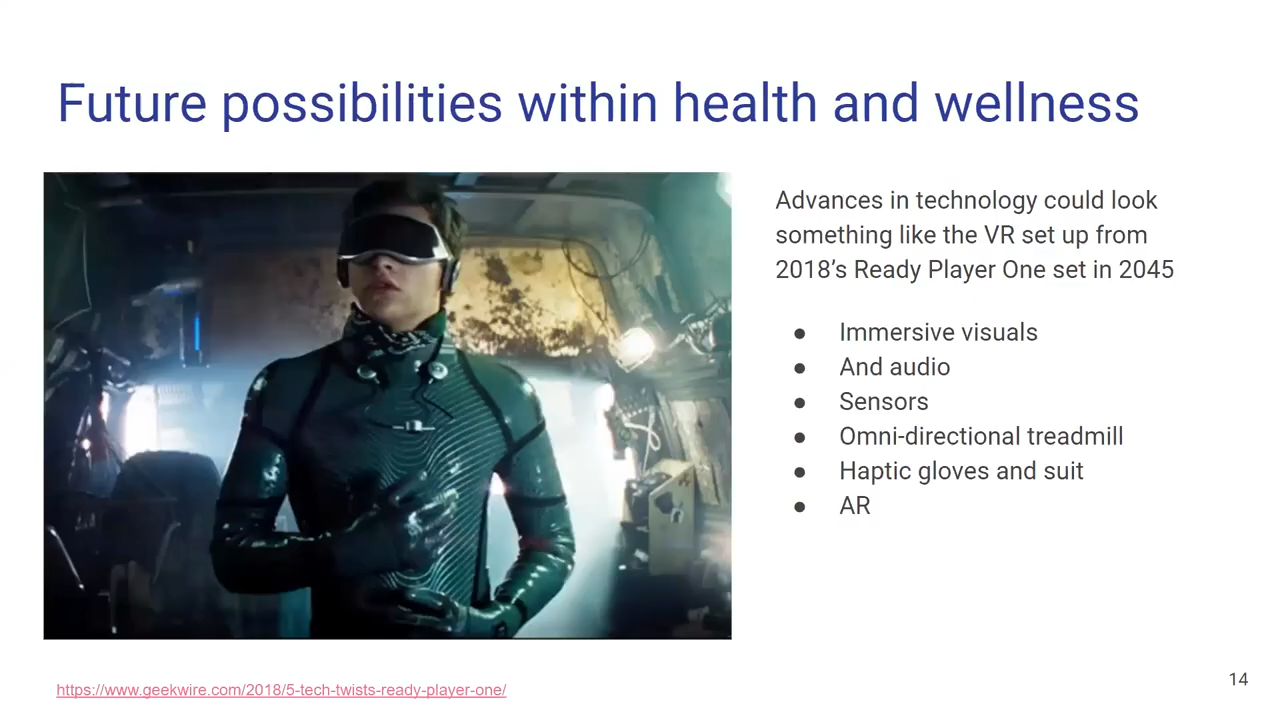 Future possibilities within health and wellness
Advances in technology could look
something like the VR set up from
2018’s Ready Player One set in 2045
● Immersive visuals
● And audio
● Sensors
● Omni-directional treadmill
● Haptic gloves and suit
● AR
https://www.geekwire.com/2018/5-tech-twists-ready-player-one/
14